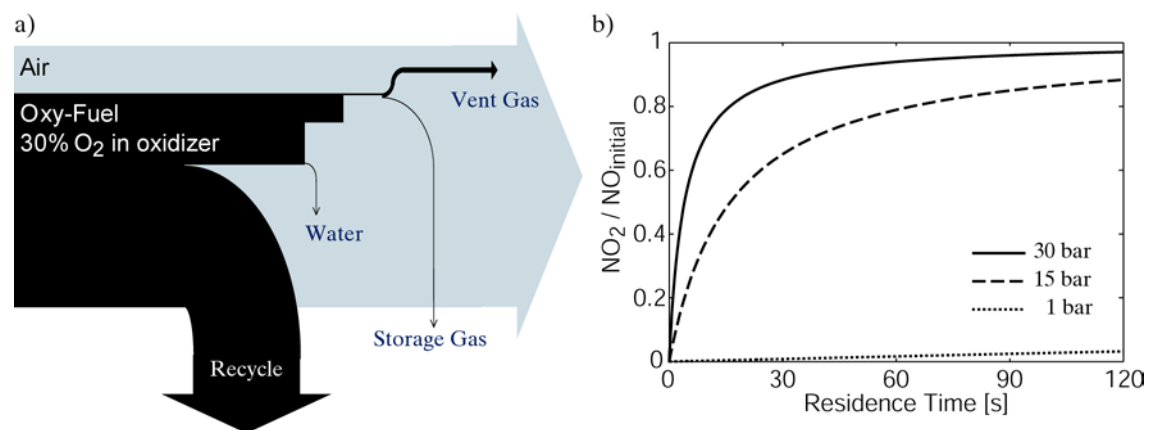 a)
Air
Oxy-Fuel
30% O2 in oxidizer
Vent Gas
Water
Storage Gas
Recycle
b)
NO2 / NOinitial
1
0.8
0.6
0.4
0.2
0
0 30 60 90 120
Residence Time [s]
30 bar
15 bar
1 bar